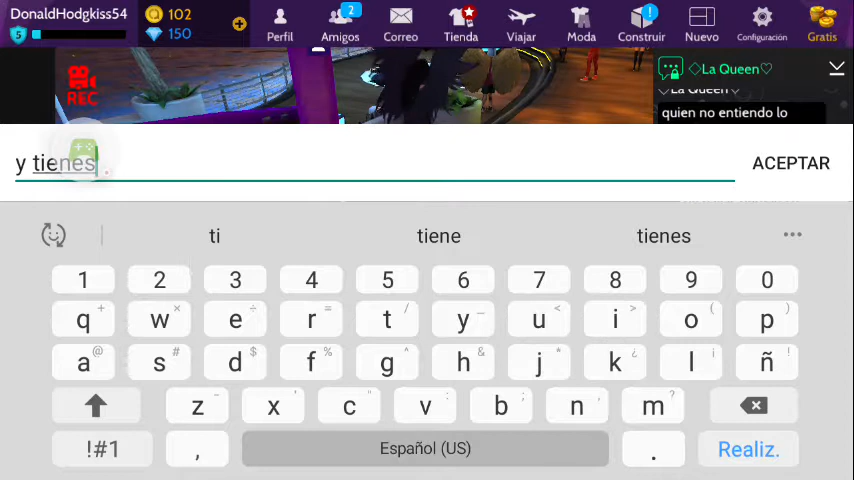 DonaldHodgkiss54
5
102
150
Perfil
2
Amigos
Correo
Tienda
Viajar
Moda
!
Construir
Nuevo
Configuración
Gratis
REC
◇La Queen♡
◇La Queen♡
quien no entiendo lo
y tienes
ACEPTAR
ti tiene tienes ...
1 2 3 4 5 6 7 8 9 0
q + w × e ÷ r = t / y _ u < i > o ( p )
a @ s # d $ f % g ^ h & j * k ¿ l ¡ ñ !
z - x ' c " v : b ; n , m ?
!#1 , Español (US) . Realiz.